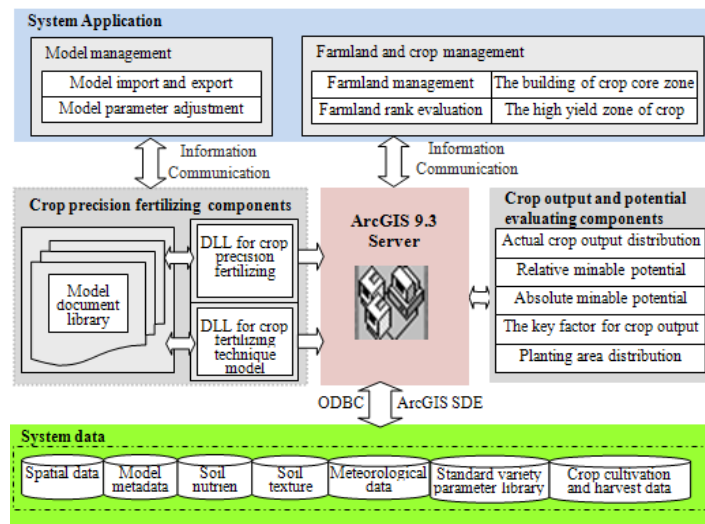 System Application
Model management
Model import and export
Model parameter adjustment
Farmland and crop management
Farmland management
The building of crop core zone
Farmland rank evaluation
The high yield zone of crop
Information
Communication
Information
Communication
Crop precision fertilizing components
Model
document
library
DLL for crop
precision
fertilizing
DLL for crop
fertilizing
technique
model
ArcGIS 9.3
Server
Crop output and potential
evaluating components
Actual crop output distribution
Relative minable potential
Absolute minable potential
The key factor for crop output
Planting area distribution
ODBC
ArcGIS SDE
System data
Spatial data
Model
metadata
Soil
nutrien
Soil
texture
Meteorological
data
Standard variety
parameter library
Crop cultivation
and harvest data